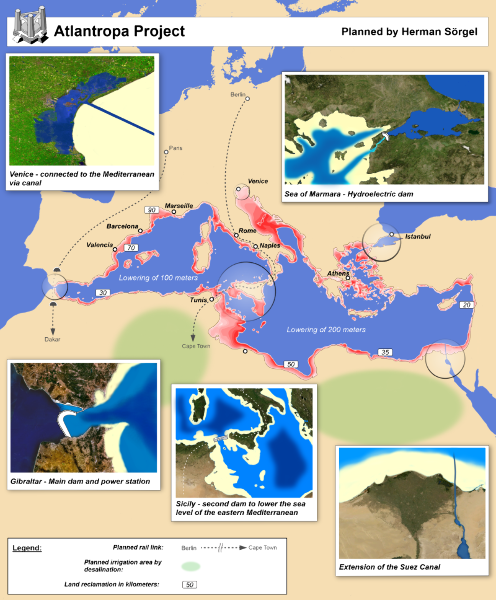 Atlantropa Project
Planned by Herman Sörgel
Venice - connected to the Mediterranean
via canal
Sea of Marmara - Hydroelectric dam
Berlin
Paris
Venice
Marseille
90
Barcelona
Rome
Istanbul
Valencia
70
Naples
Athens
Lowering of 100 meters
30
Tunis
20
Lowering of 200 meters
Dakar
Cape Town
35
50
Gibraltar - Main dam and power station
Sicily - second dam to lower the sea
level of the eastern Mediterranean
Extension of the Suez Canal
Legend:
Planned rail link:
Berlin
Cape Town
Planned irrigation area by
desalination:
Land reclamation in kilometers:
50